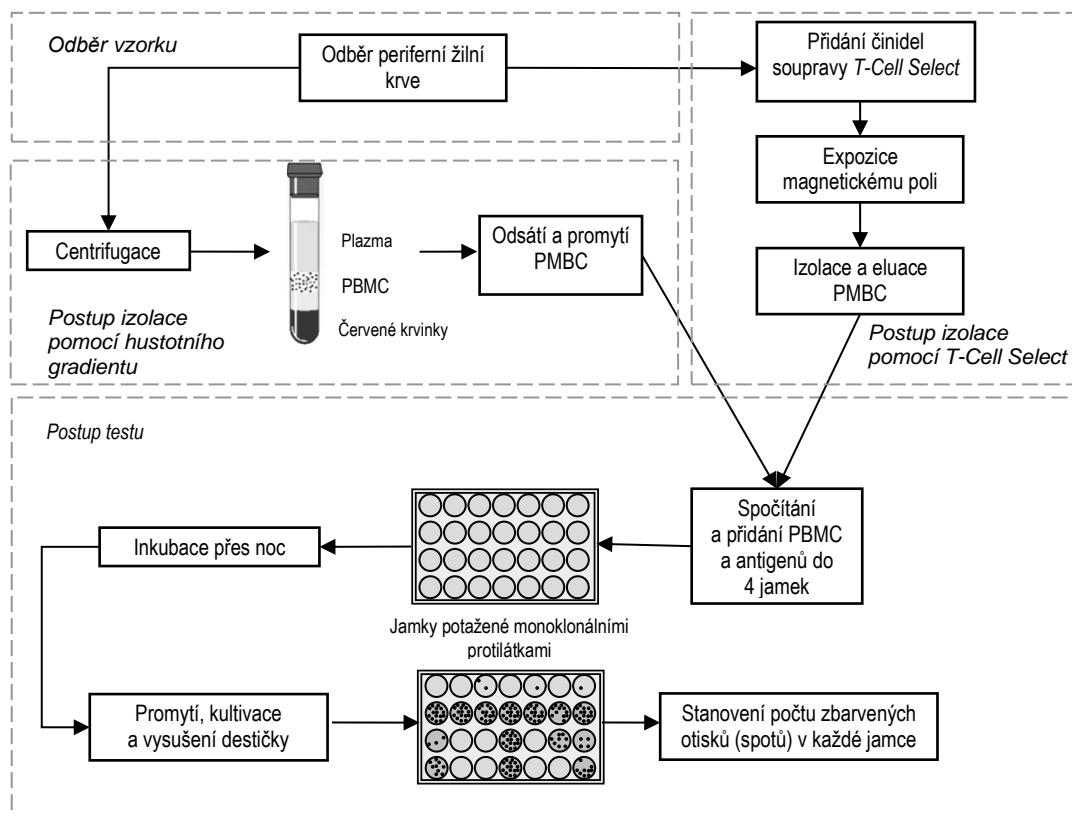 Odběr vzorku
Odběr periferní žilní
krve
Přidání činidel
soupravy T-Cell Select
Expozice
magnetickému poli
Izolace a eluace
PMBC
Postup izolace
pomocí T-Cell Select
Centrifugace
Plazma
PBMC
Červené krvinky
Odsátí a promytí
PMBC
Postup izolace
pomocí hustotního
gradientu
Postup testu
Spočítání
a přidání PBMC
a antigenů do
4 jamek
Jamky potažené monoklonálními
protilátkami
Inkubace přes noc
Promytí, kultivace
a vysušení destičky
Stanovení počtu zbarvených
otisků (spotů) v každé jamce